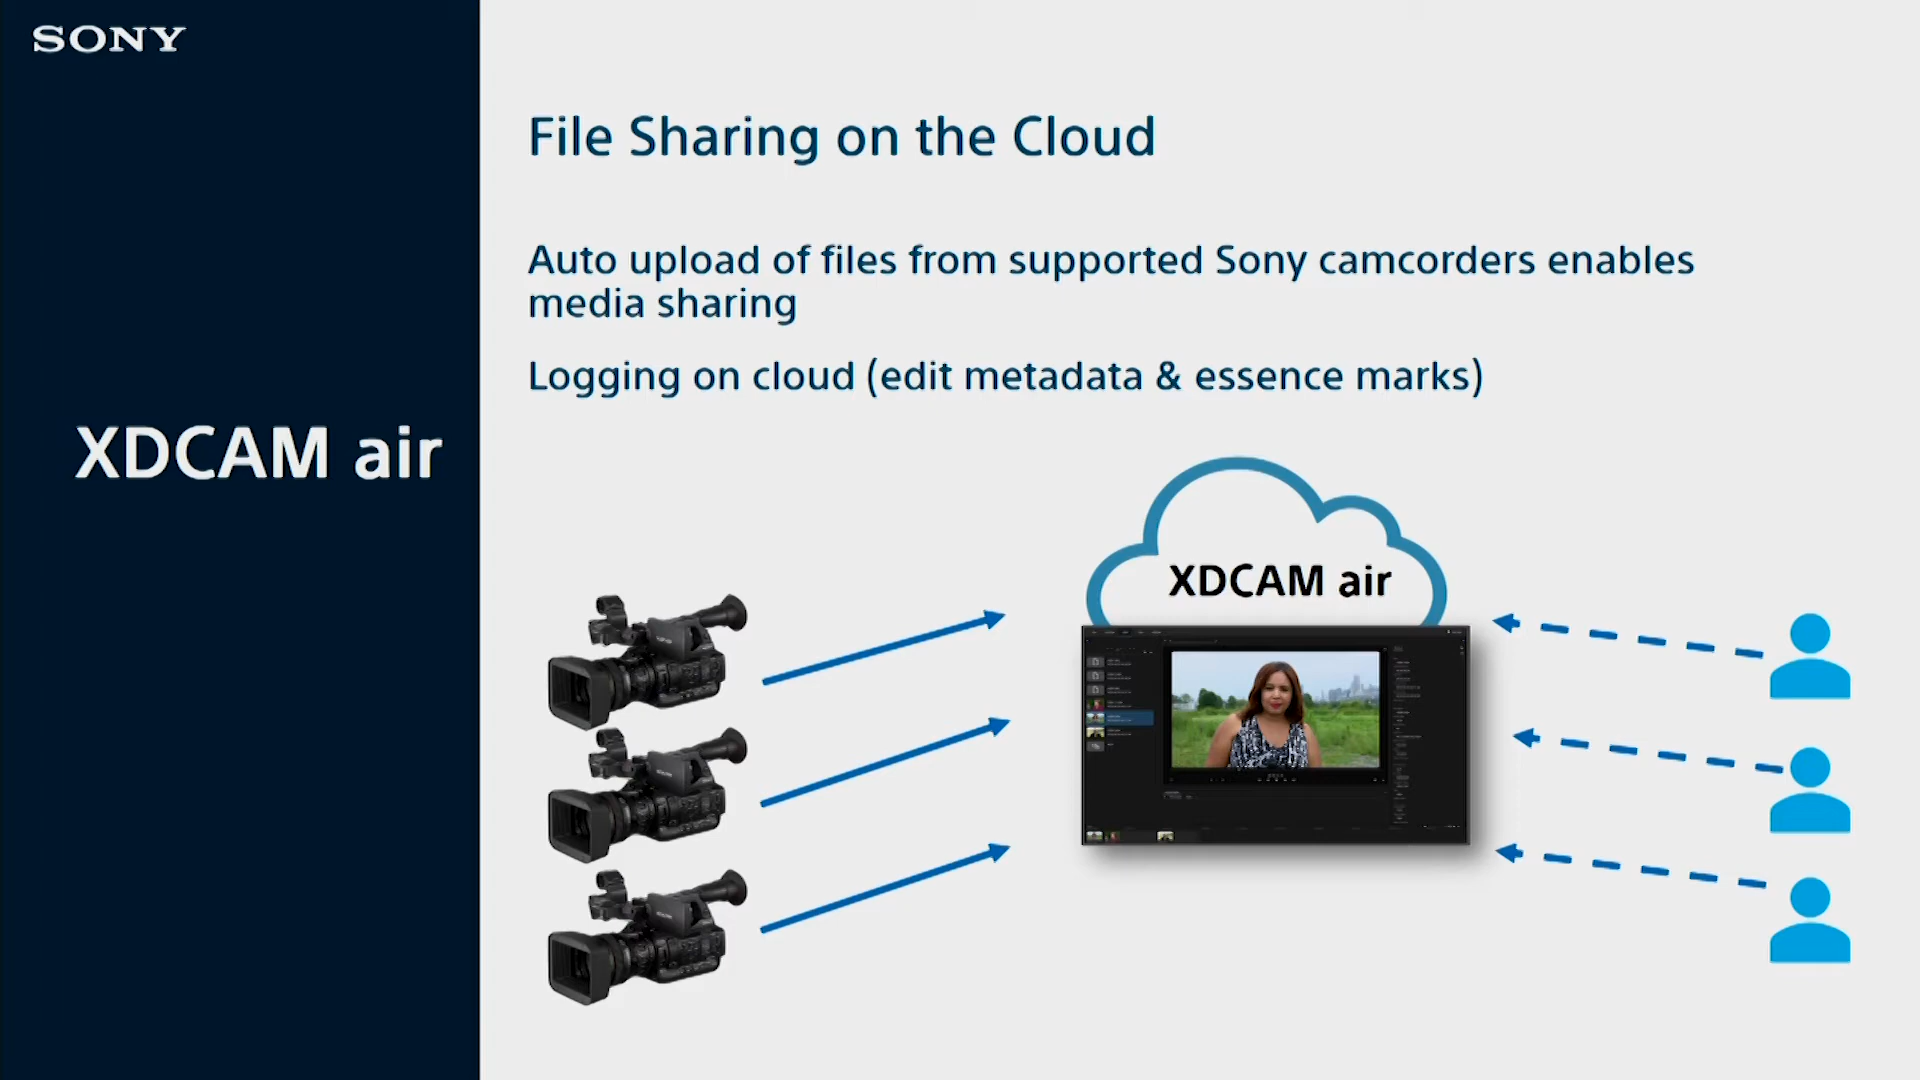 SONY
File Sharing on the Cloud
Auto upload of files from supported Sony camcorders enables
media sharing
Logging on cloud (edit metadata & essence marks)
XDCAM air
XDCAM air